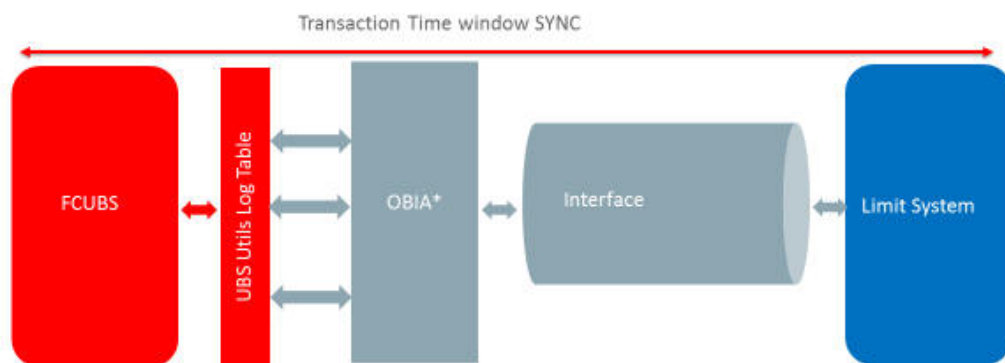 Transaction Time window SYNC
FCUBS
UBS Utils Log Table
OBIA*
Interface
Limit System